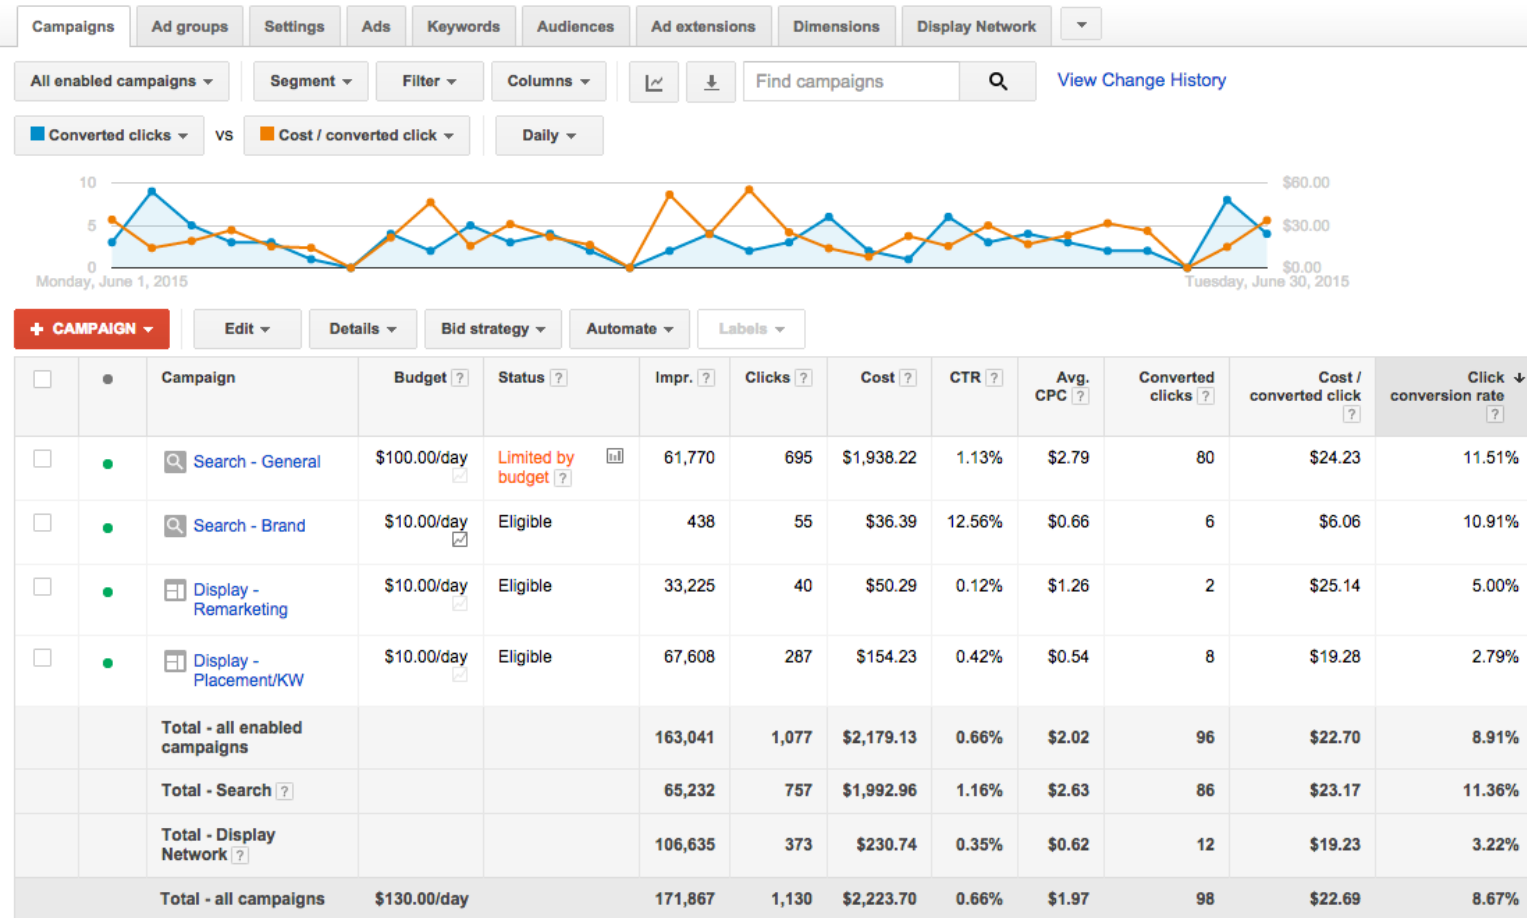 Campaigns Ad groups Settings Ads Keywords Audiences Ad extensions Dimensions Display Network
All enabled campaigns Segment Filter Columns Find campaigns View Change History
Converted clicks VS Cost / converted click Daily
10 $60.00
5 $30.00
0 $0.00
Monday, June 1, 2015 Tuesday, June 30, 2015
+ CAMPAIGN Edit Details Bid strategy Automate Labels
Campaign Budget ? Status ? Impr. ? Clicks ? Cost ? CTR ? Avg. CPC ? Converted clicks ? Cost / converted click ? Click conversion rate ?
Search - General $100.00/day Limited by budget ? 61,770 695 $1,938.22 1.13% $2.79 80 $24.23 11.51%
Search - Brand $10.00/day Eligible 438 55 $36.39 12.56% $0.66 6 $6.06 10.91%
Display - Remarketing $10.00/day Eligible 33,225 40 $50.29 0.12% $1.26 2 $25.14 5.00%
Display - Placement/KW $10.00/day Eligible 67,608 287 $154.23 0.42% $0.54 8 $19.28 2.79%
Total - all enabled campaigns 163,041 1,077 $2,179.13 0.66% $2.02 96 $22.70 8.91%
Total - Search ? 65,232 757 $1,992.96 1.16% $2.63 86 $23.17 11.36%
Total - Display Network ? 106,635 373 $230.74 0.35% $0.62 12 $19.23 3.22%
Total - all campaigns $130.00/day 171,867 1,130 $2,223.70 0.66% $1.97 98 $22.69 8.67%